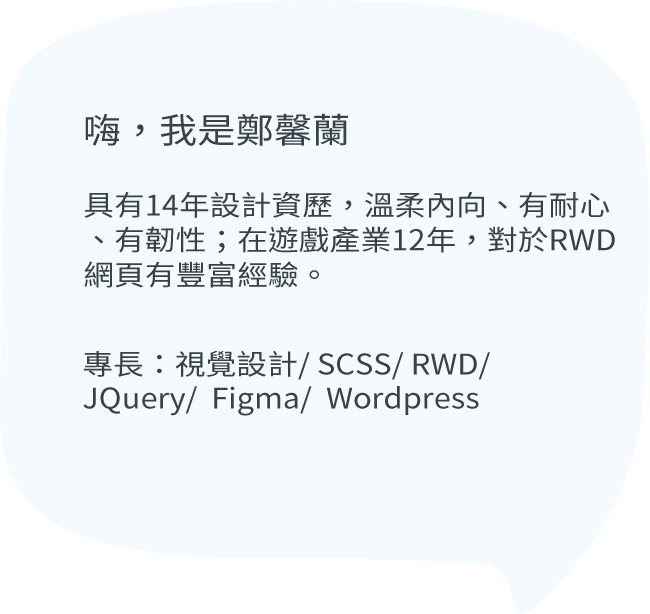 嗨，我是鄭馨蘭
具有14年設計資歷，溫柔內向、有耐心
、有韌性；在遊戲產業12年，對於RWD
網頁有豐富經驗。
專長：視覺設計/ SCSS/ RWD/
JQuery/ Figma/ Wordpress